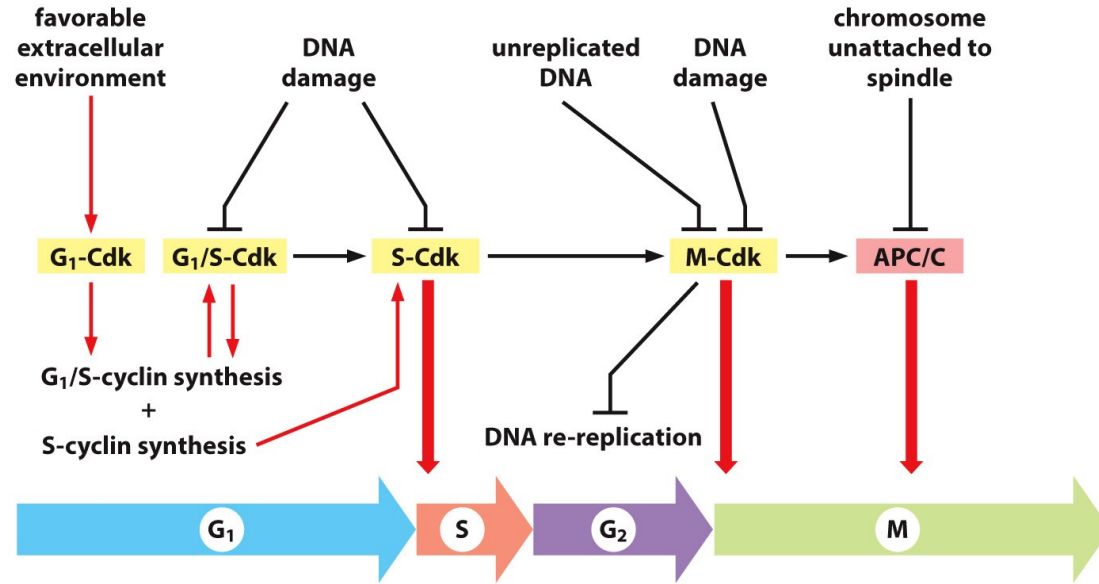 favorable
extracellular
environment
DNA
damage
unreplicated
DNA
DNA
damage
chromosome
unattached to
spindle
G₁-Cdk
G₁/S-Cdk
S-Cdk
M-Cdk
APC/C
G₁/S-cyclin synthesis
+
S-cyclin synthesis
DNA re-replication
G₁
S
G₂
M